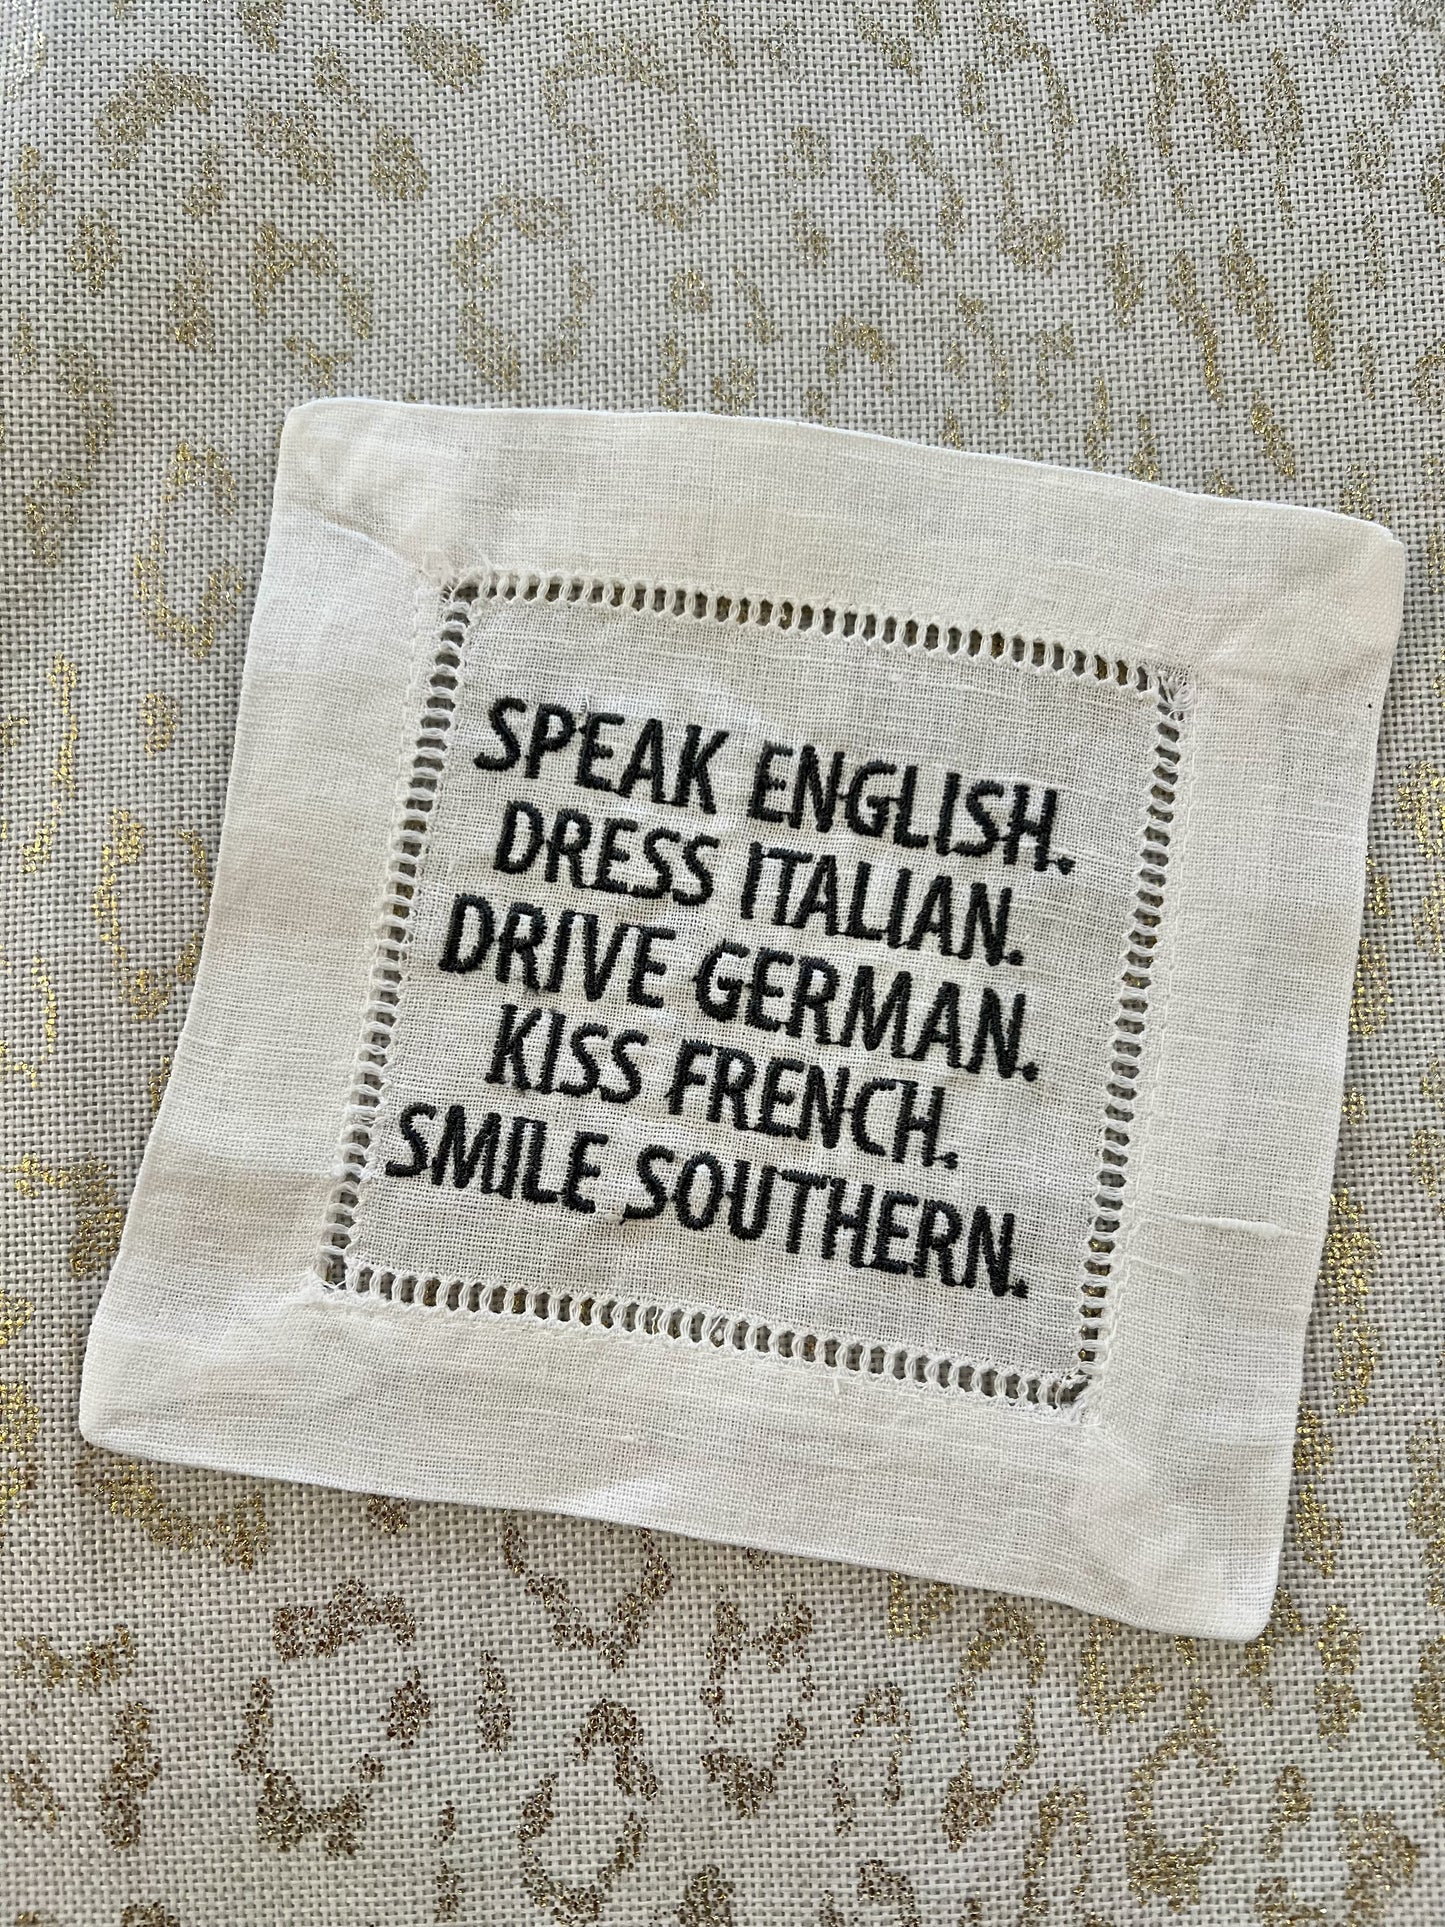 SPEAK ENGLISH.
DRESS ITALIAN.
DRIVE GERMAN.
KISS FRENCH.
SMILE SOUTHERN.